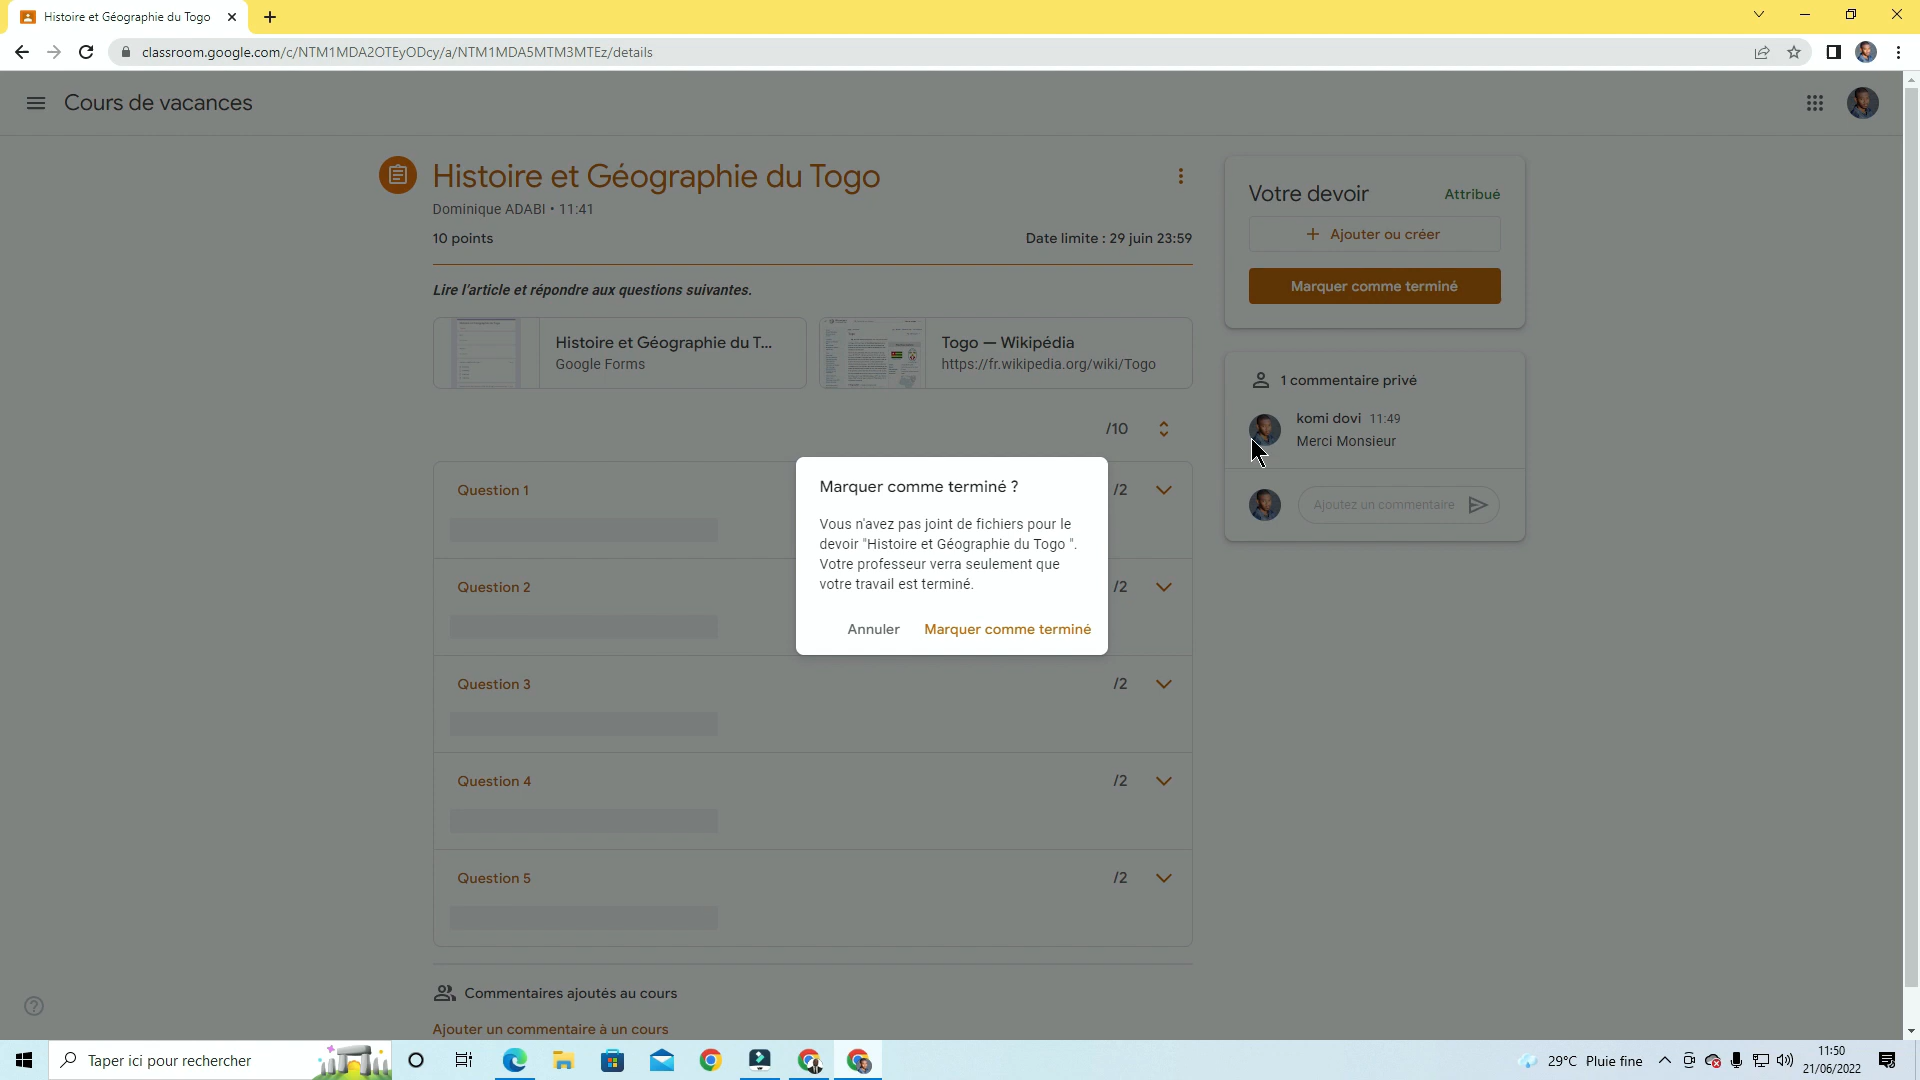 Histoire et Géographie du Togo
classroom.google.com/c/NTM1MDA2OTEyODcy/a/NTM1MDA5MTM3MTEz/details
Cours de vacances
Histoire et Géographie du Togo
Dominique ADABI • 11:41
10 points
Date limite : 29 juin 23:59
Lire l'article et répondre aux questions suivantes.
Histoire et Géographie du T...
Google Forms
Togo — Wikipédia
https://fr.wikipedia.org/wiki/Togo
/10
Question 1
/2
Question 2
/2
Question 3
/2
Question 4
/2
Question 5
/2
Commentaires ajoutés au cours
Ajouter un commentaire à un cours
Votre devoir
Attribué
+ Ajouter ou créer
Marquer comme terminé
1 commentaire privé
komi dovi 11:49
Merci Monsieur
Ajoutez un commentaire
Marquer comme terminé ?
Vous n'avez pas joint de fichiers pour le
devoir "Histoire et Géographie du Togo ".
Votre professeur verra seulement que
votre travail est terminé.
Annuler
Marquer comme terminé
Taper ici pour rechercher
29°C Pluie fine
11:50
21/06/2022